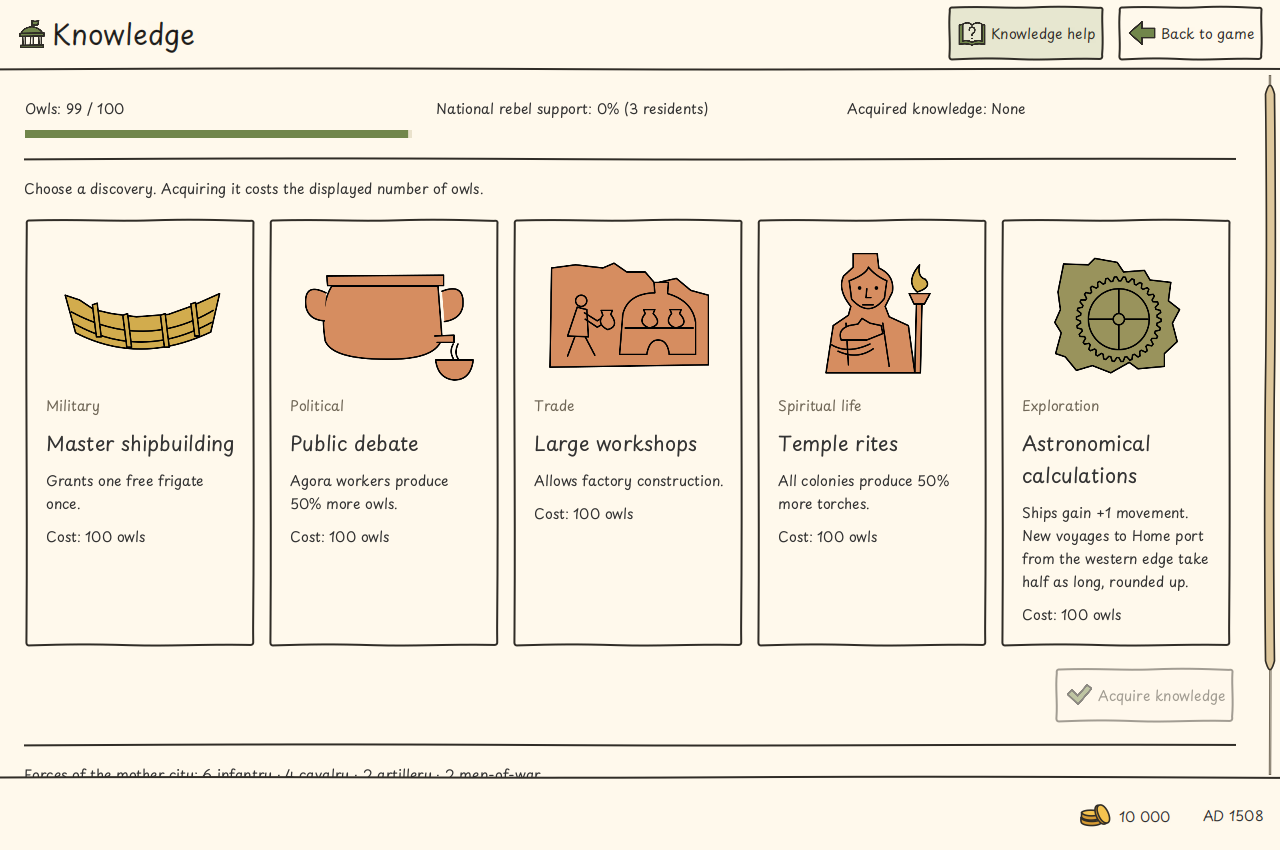 Knowledge
Knowledge help
Back to game
Owls: 99 / 100
National rebel support: 0% (3 residents)
Acquired knowledge: None
Choose a discovery. Acquiring it costs the displayed number of owls.
Military
Master shipbuilding
Grants one free frigate
once.
Cost: 100 owls
Political
Public debate
Agora workers produce
50% more owls.
Cost: 100 owls
Trade
Large workshops
Allows factory construction.
Cost: 100 owls
Spiritual life
Temple rites
All colonies produce 50%
more torches.
Cost: 100 owls
Exploration
Astronomical
calculations
Ships gain +1 movement.
New voyages to Home port
from the western edge take
half as long, rounded up.
Cost: 100 owls
Acquire knowledge
Forces of the mother city: 6 infantry · 4 cavalry · 2 artillery · 2 men-of-war
10 000
AD 1508